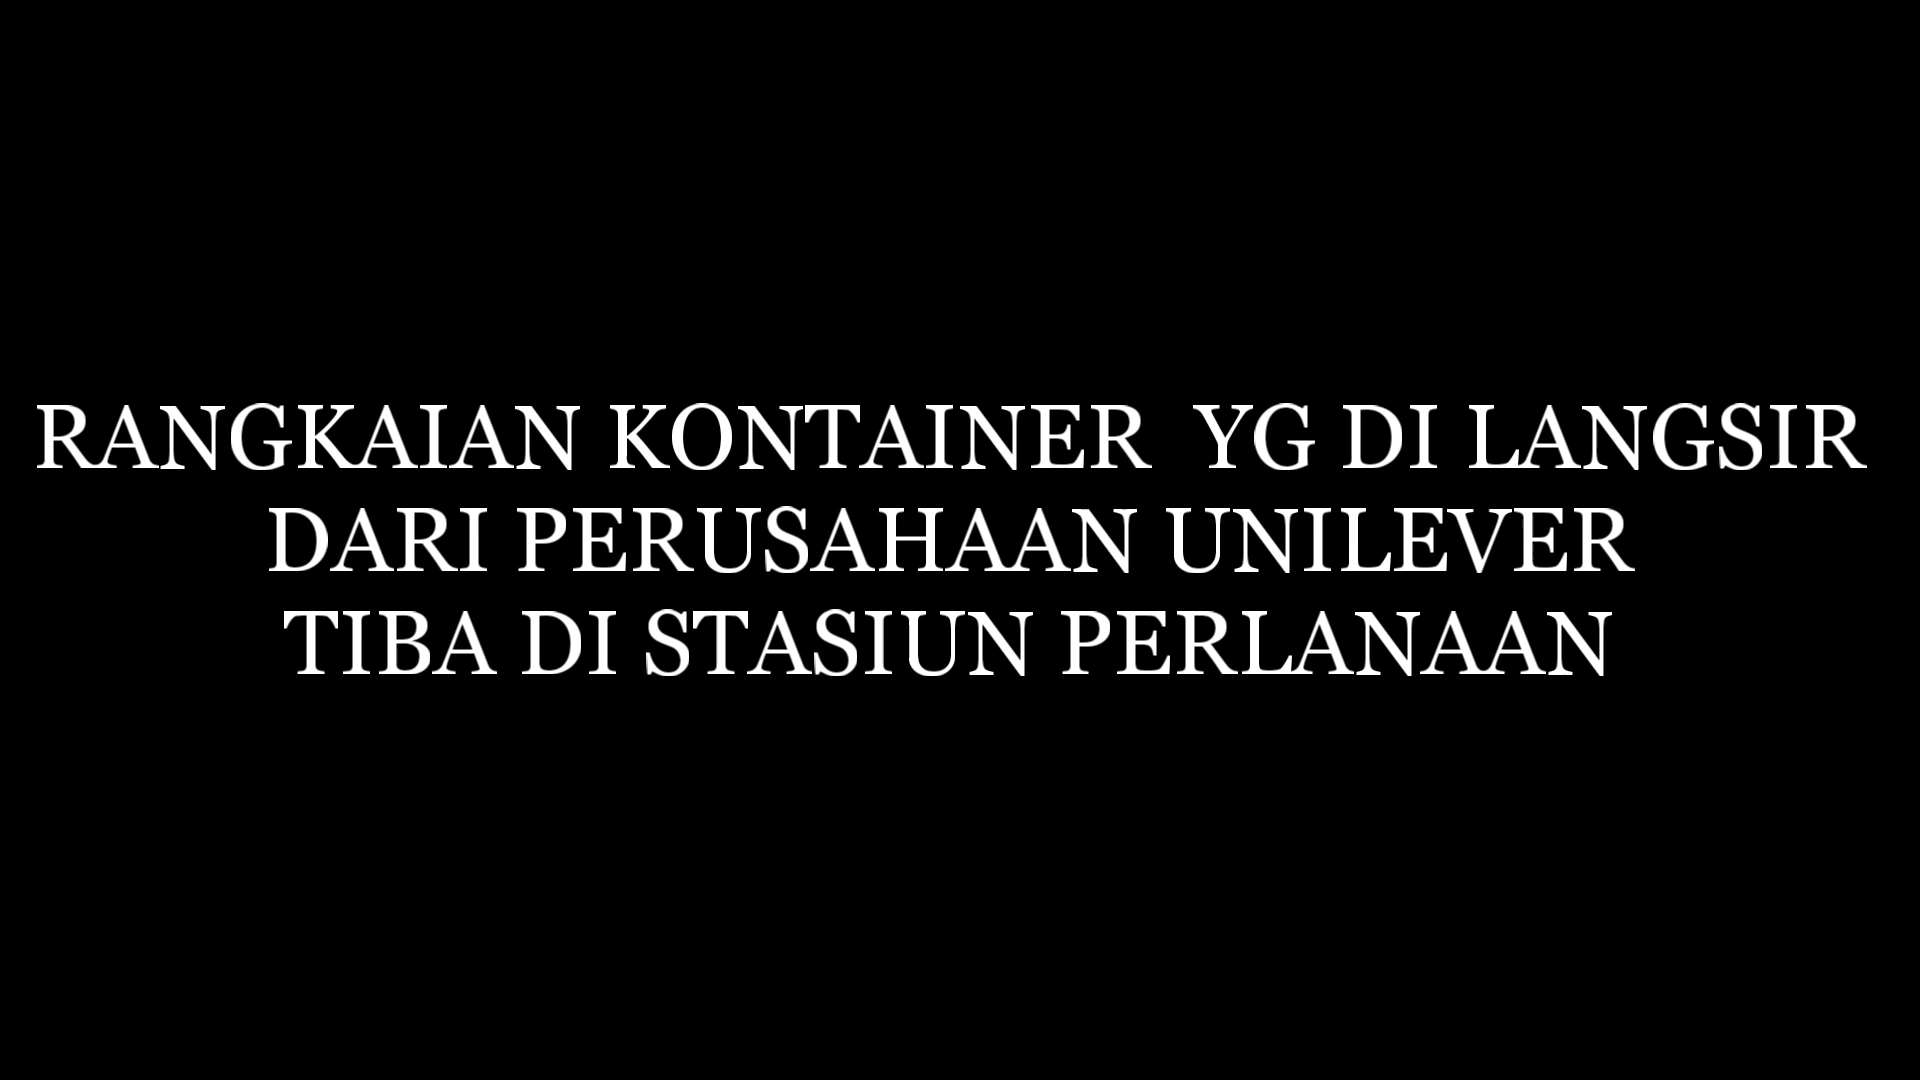 RANGKAIAN KONTAINER  YG DI LANGSIR
DARI PERUSAHAAN UNILEVER
TIBA DI STASIUN PERLANAAN